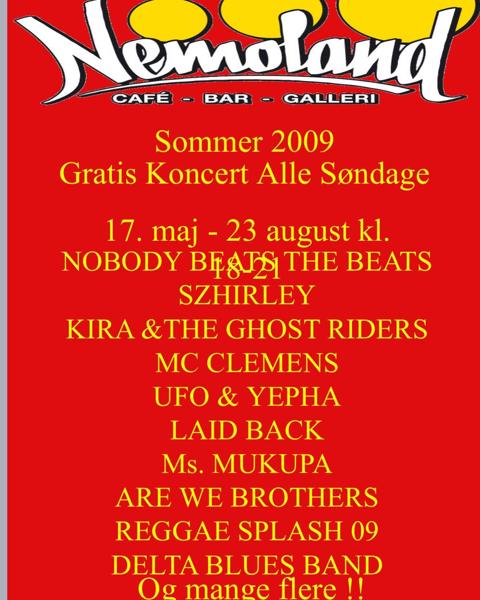 Nemoland
CAFÉ - BAR - GALLERI
Sommer 2009
Gratis Koncert Alle Søndage
17. maj - 23 august kl.
18-21
NOBODY BEATS THE BEATS
SZHIRLEY
KIRA &THE GHOST RIDERS
MC CLEMENS
UFO & YEPHA
LAID BACK
Ms. MUKUPA
ARE WE BROTHERS
REGGAE SPLASH 09
DELTA BLUES BAND
Og mange flere !!